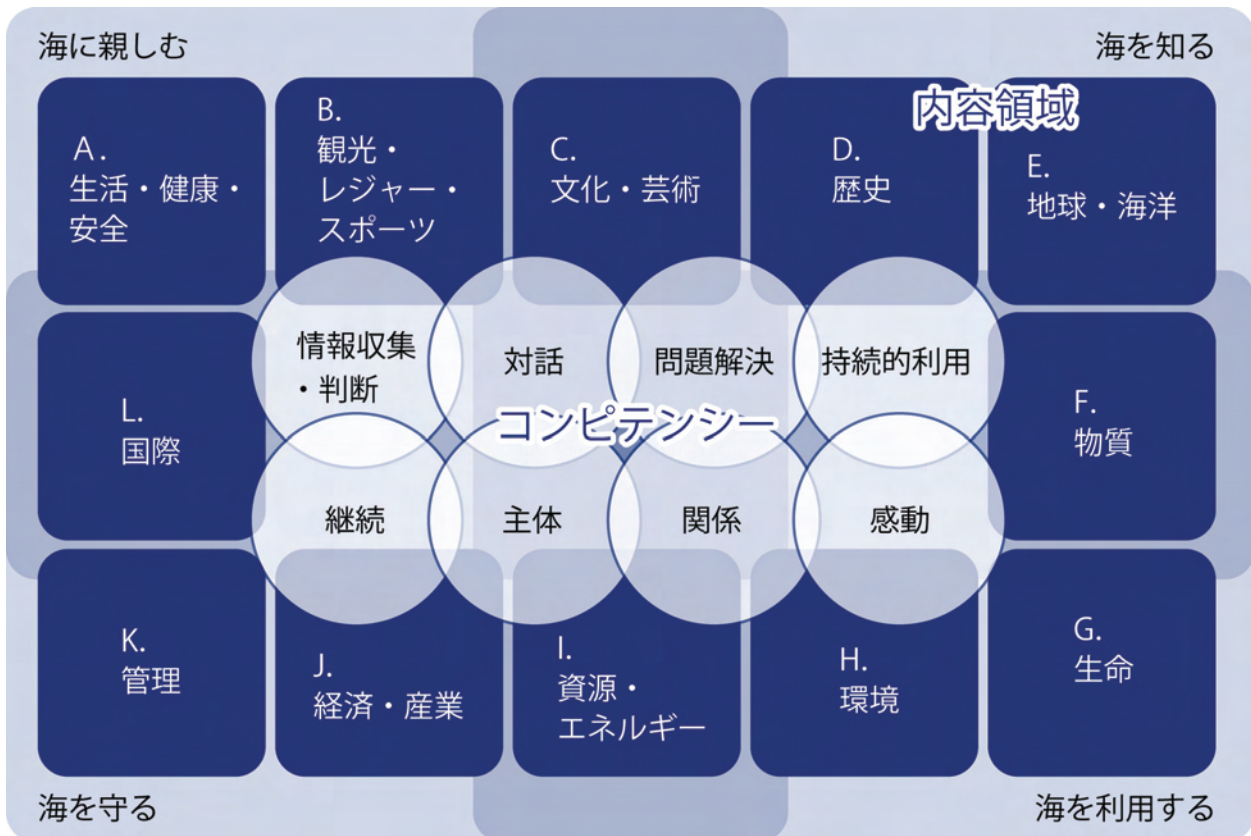 海に親しむ
海を知る
内容領域
A.
生活・健康・
安全
B.
観光・
レジャー・
スポーツ
C.
文化・芸術
D.
歴史
E.
地球・海洋
情報収集
・判断
対話
問題解決
持続的利用
コンピテンシー
L.
国際
F.
物質
継続
主体
関係
感動
K.
管理
J.
経済・産業
I.
資源・
エネルギー
H.
環境
G.
生命
海を守る
海を利用する